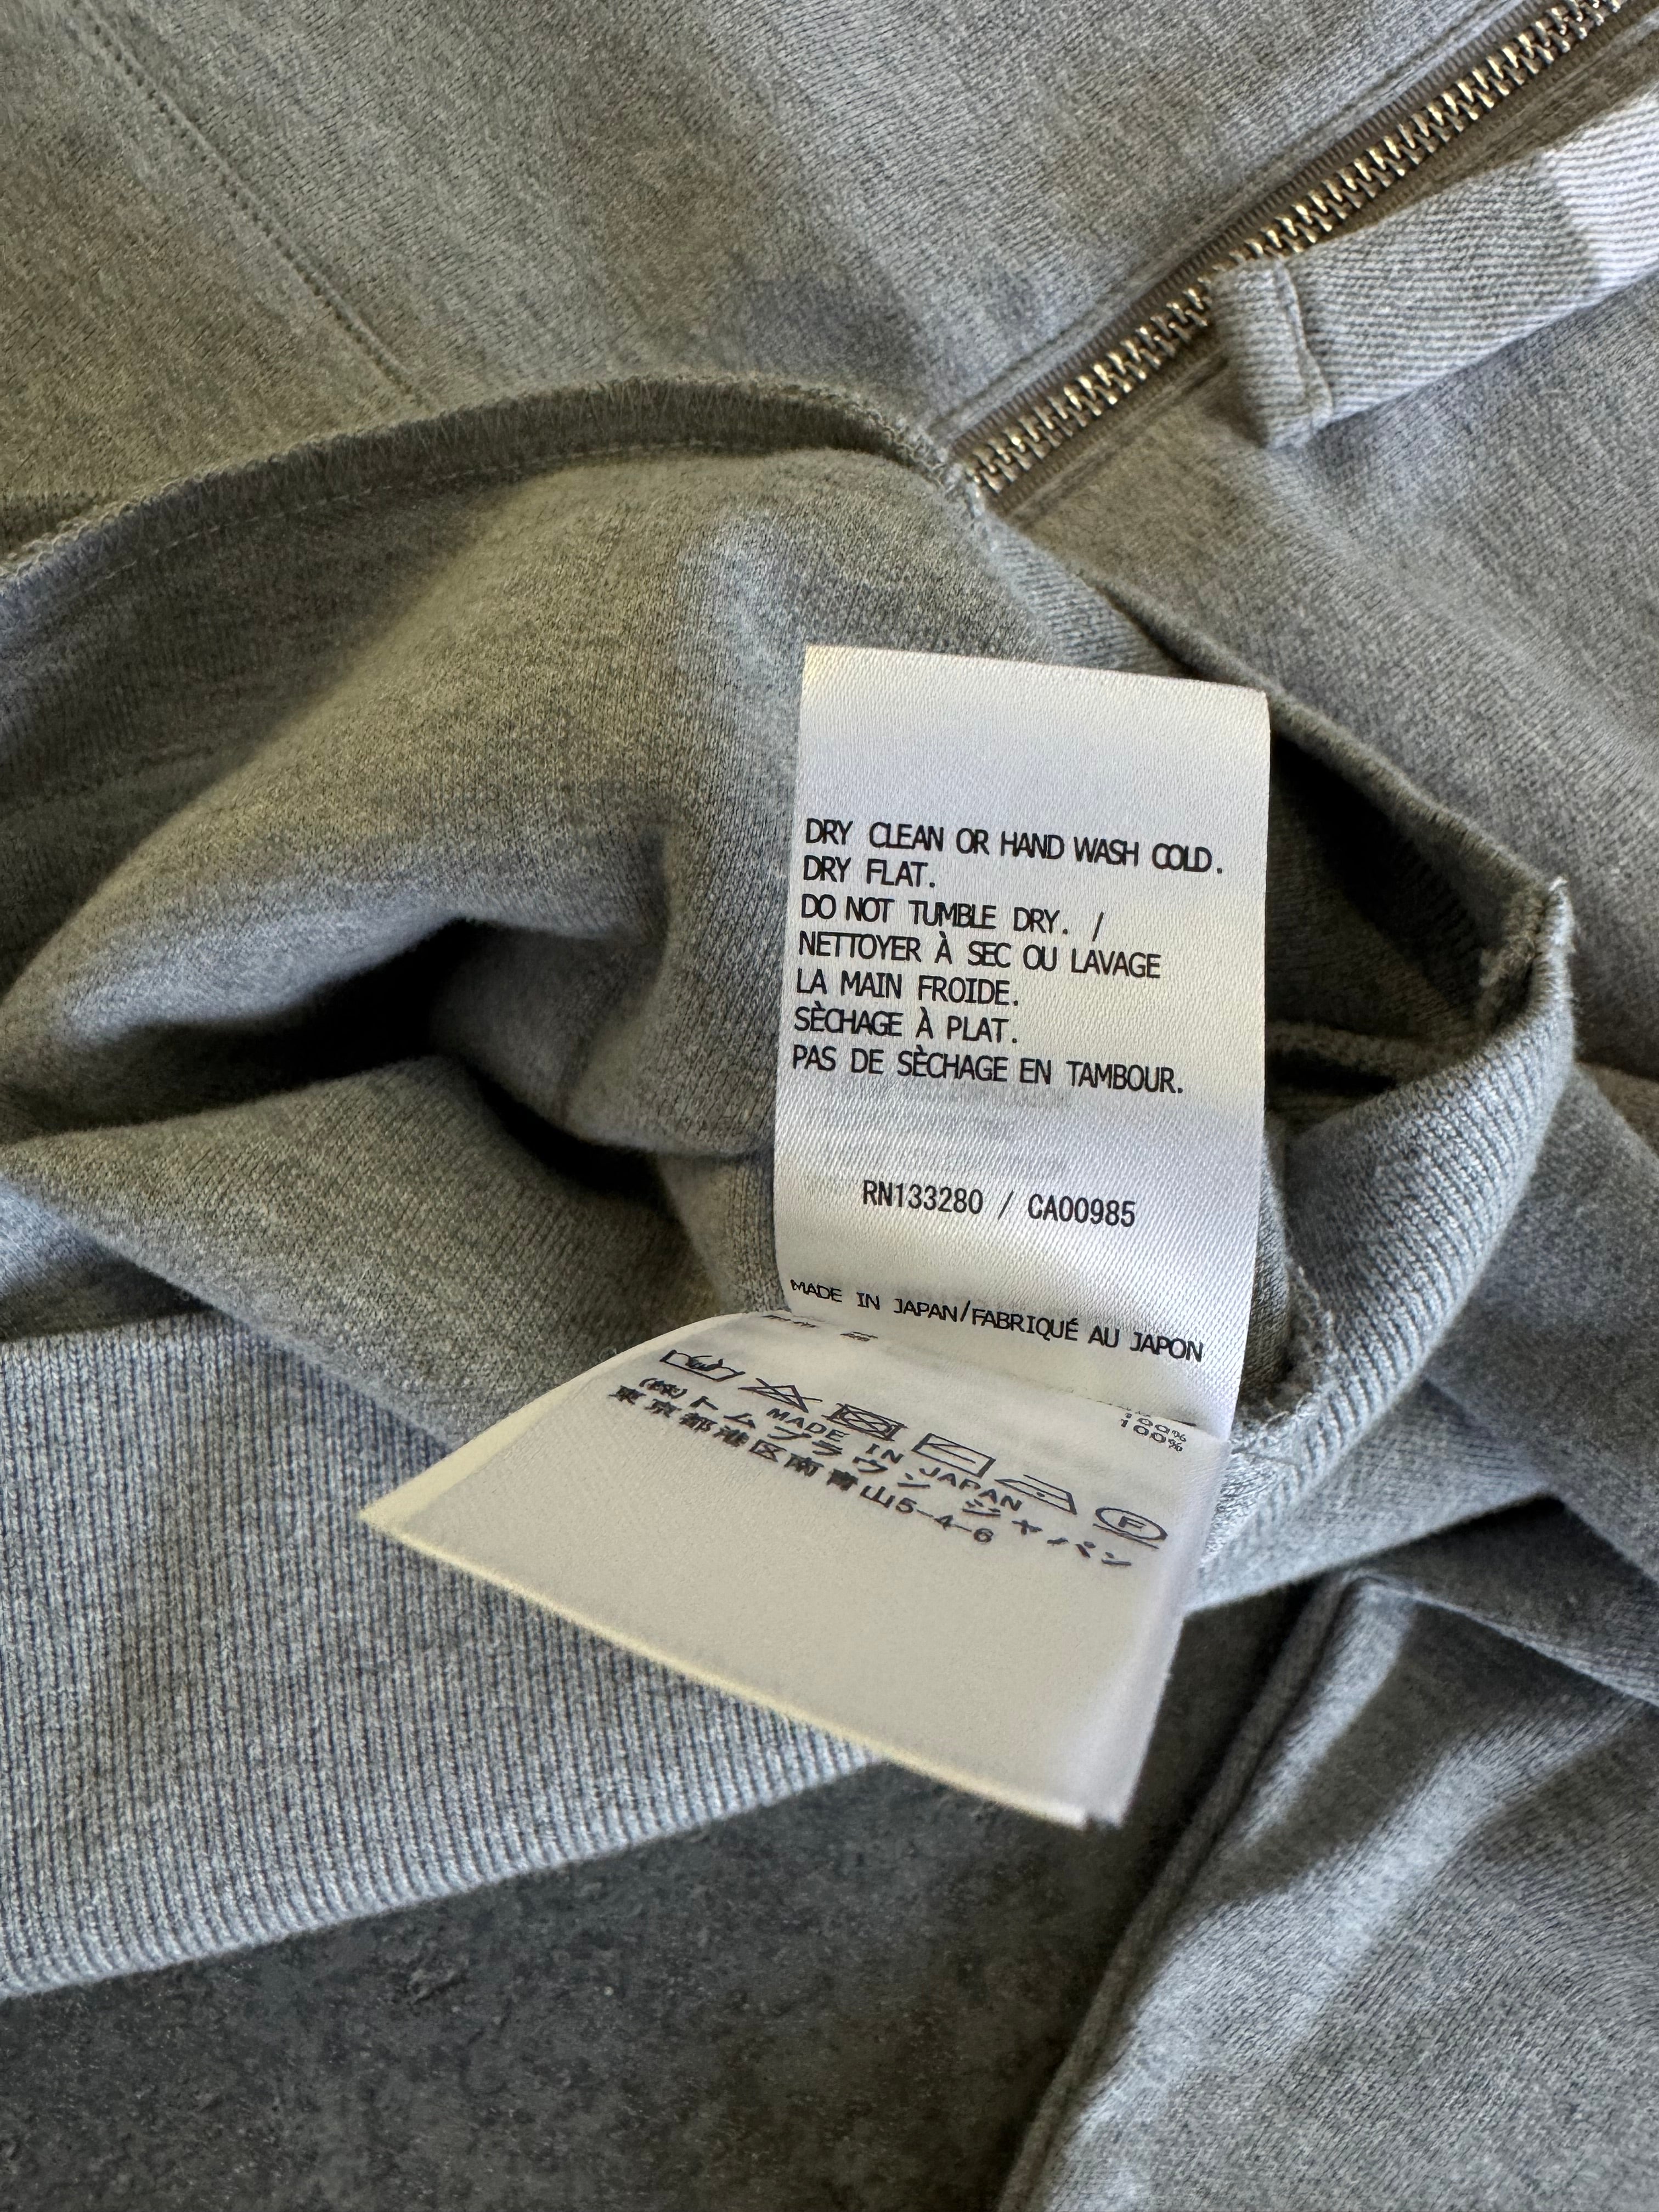 DRY CLEAN OR HAND WASH COLD.
DRY FLAT.
DO NOT TUMBLE DRY. /
NETTOYER À SEC OU LAVAGE
LA MAIN FROIDE.
SÈCHAGE À PLAT.
PAS DE SÈCHAGE EN TAMBOUR.
RN133280 / CA00985
MADE IN JAPAN/FABRIQUÉ AU JAPON
100%
100%
F
MADE IN JAPAN
(株)トムブラウン ジャパン
東京都港区南青山5-4-6